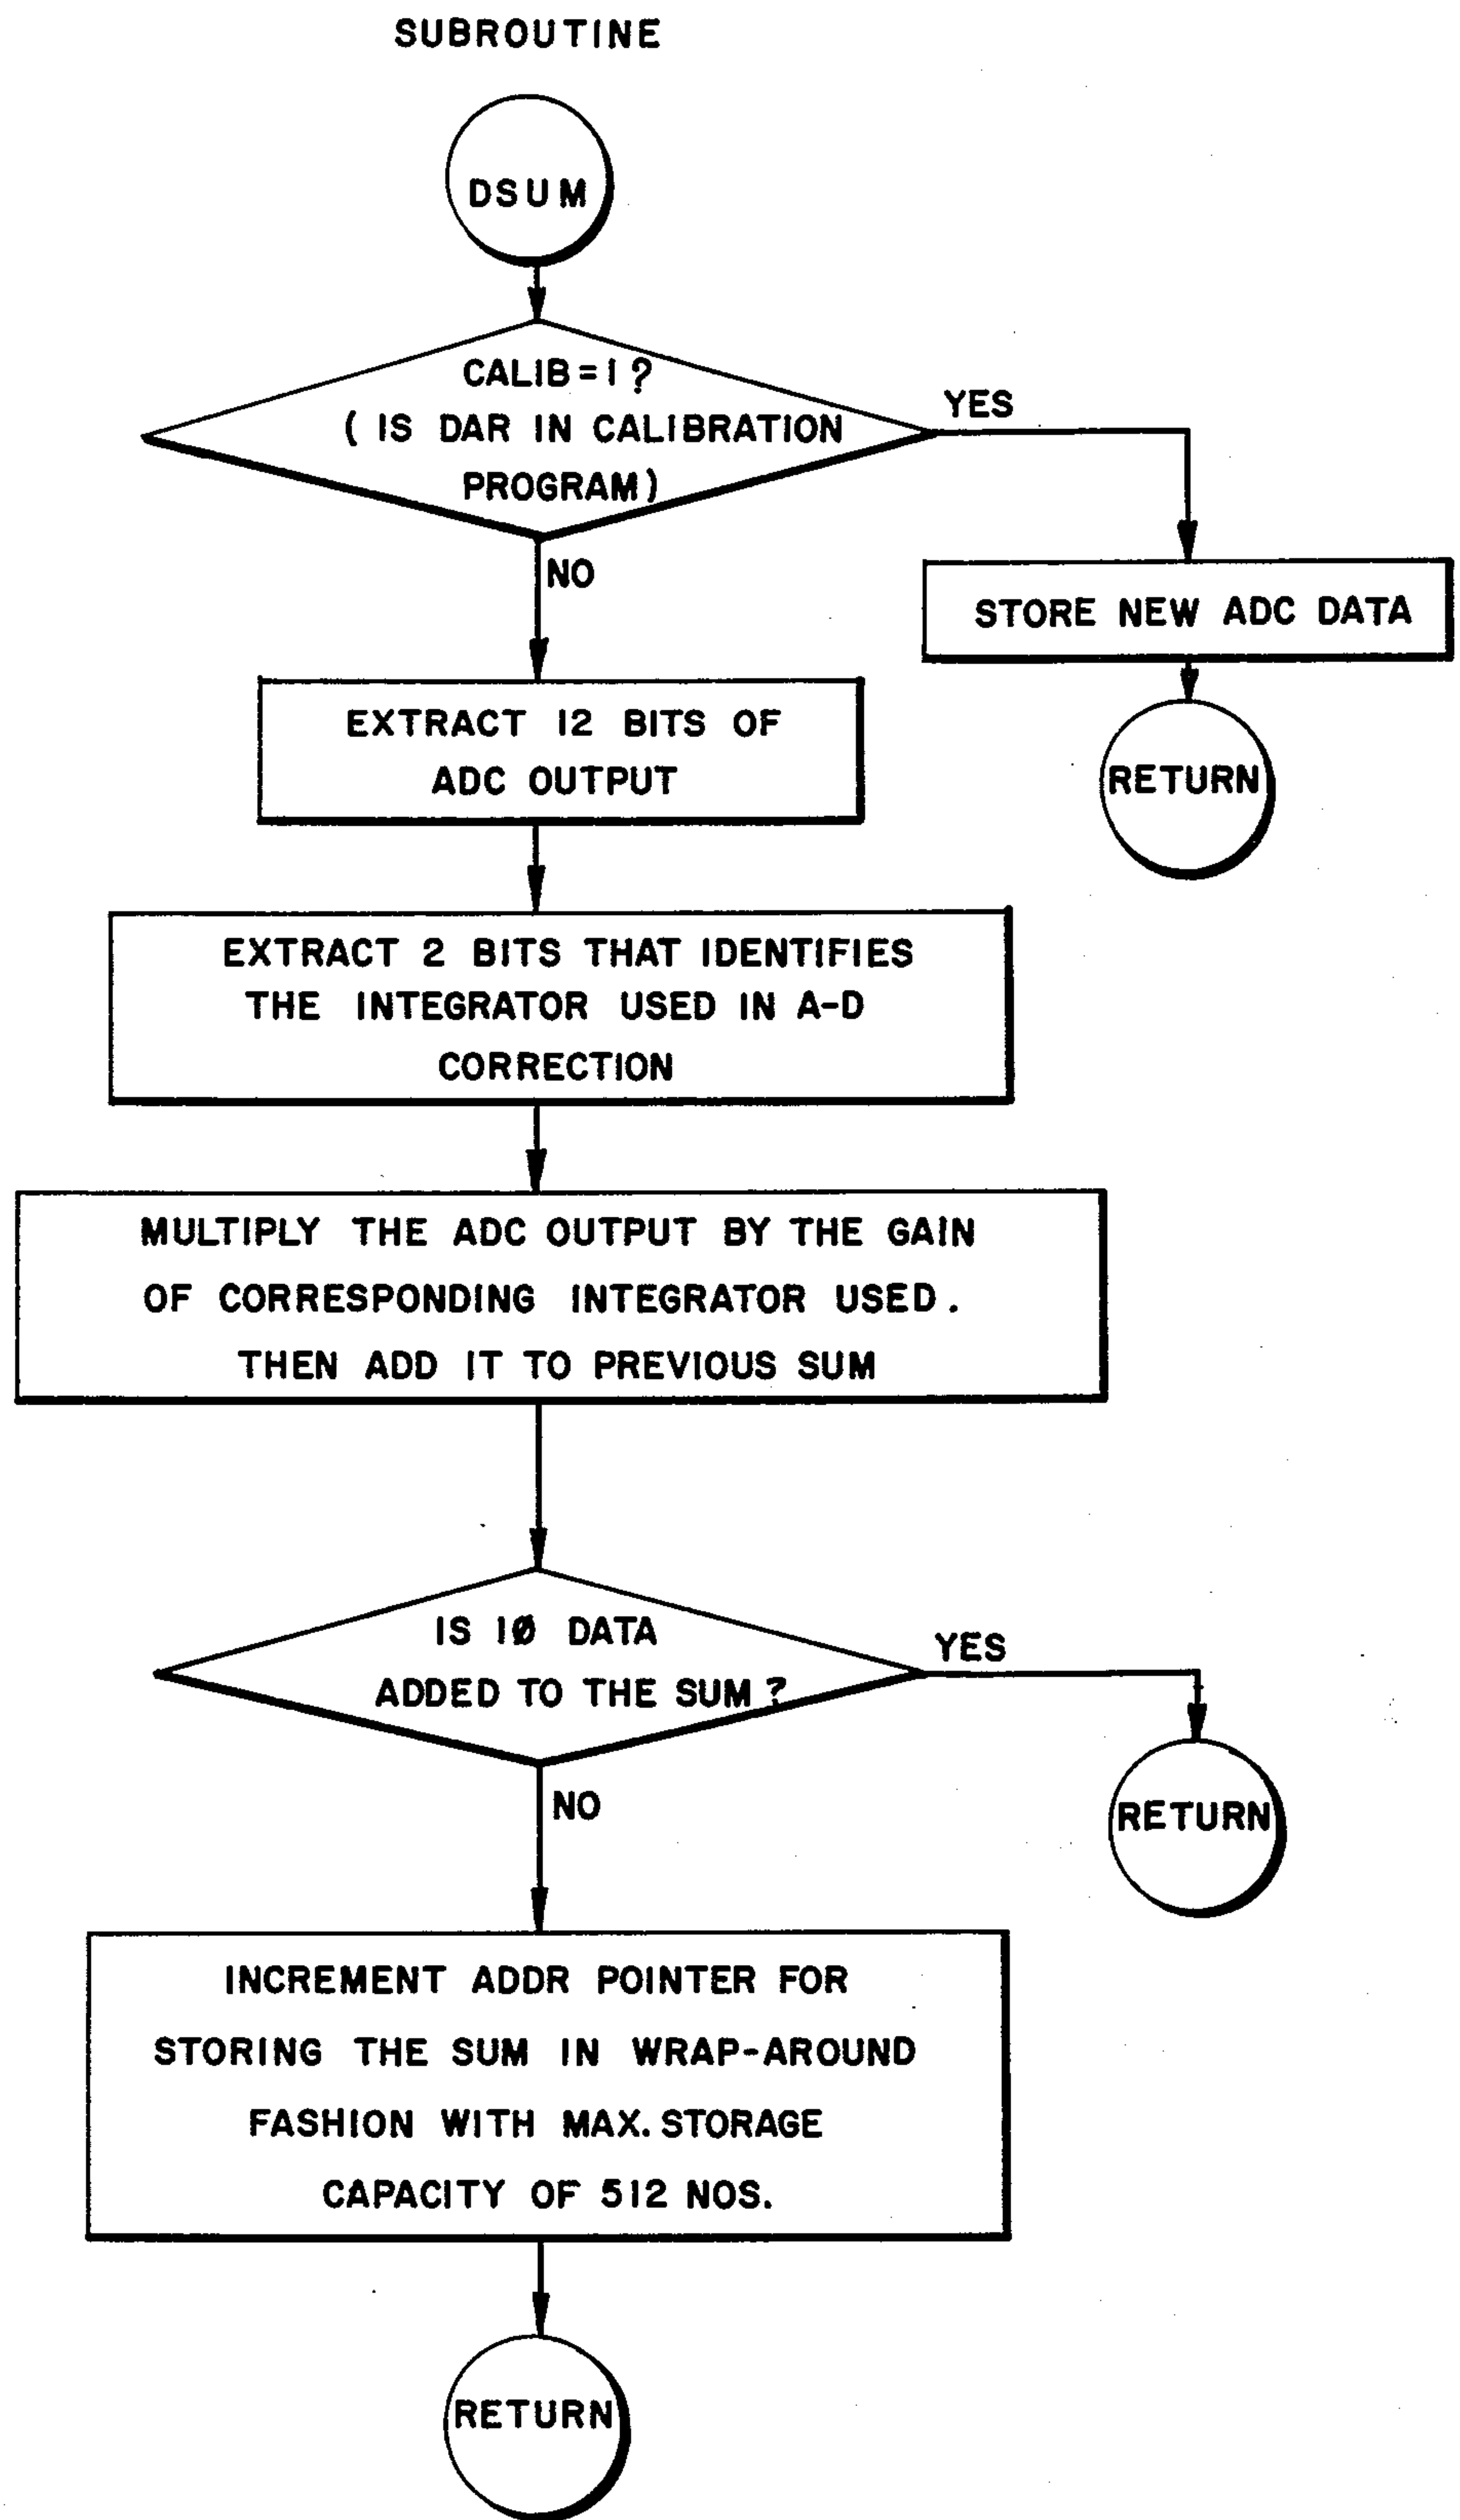 SUBROUTINE
DSUM
CALIB=1?
( IS DAR IN CALIBRATION
PROGRAM)
YES
NO
STORE NEW ADC DATA
RETURN
EXTRACT 12 BITS OF
ADC OUTPUT
EXTRACT 2 BITS THAT IDENTIFIES
THE INTEGRATOR USED IN A-D
CORRECTION
MULTIPLY THE ADC OUTPUT BY THE GAIN
OF CORRESPONDING INTEGRATOR USED.
THEN ADD IT TO PREVIOUS SUM
IS 1Ø DATA
ADDED TO THE SUM?
YES
RETURN
NO
INCREMENT ADDR POINTER FOR
STORING THE SUM IN WRAP-AROUND
FASHION WITH MAX. STORAGE
CAPACITY OF 512 NOS.
RETURN